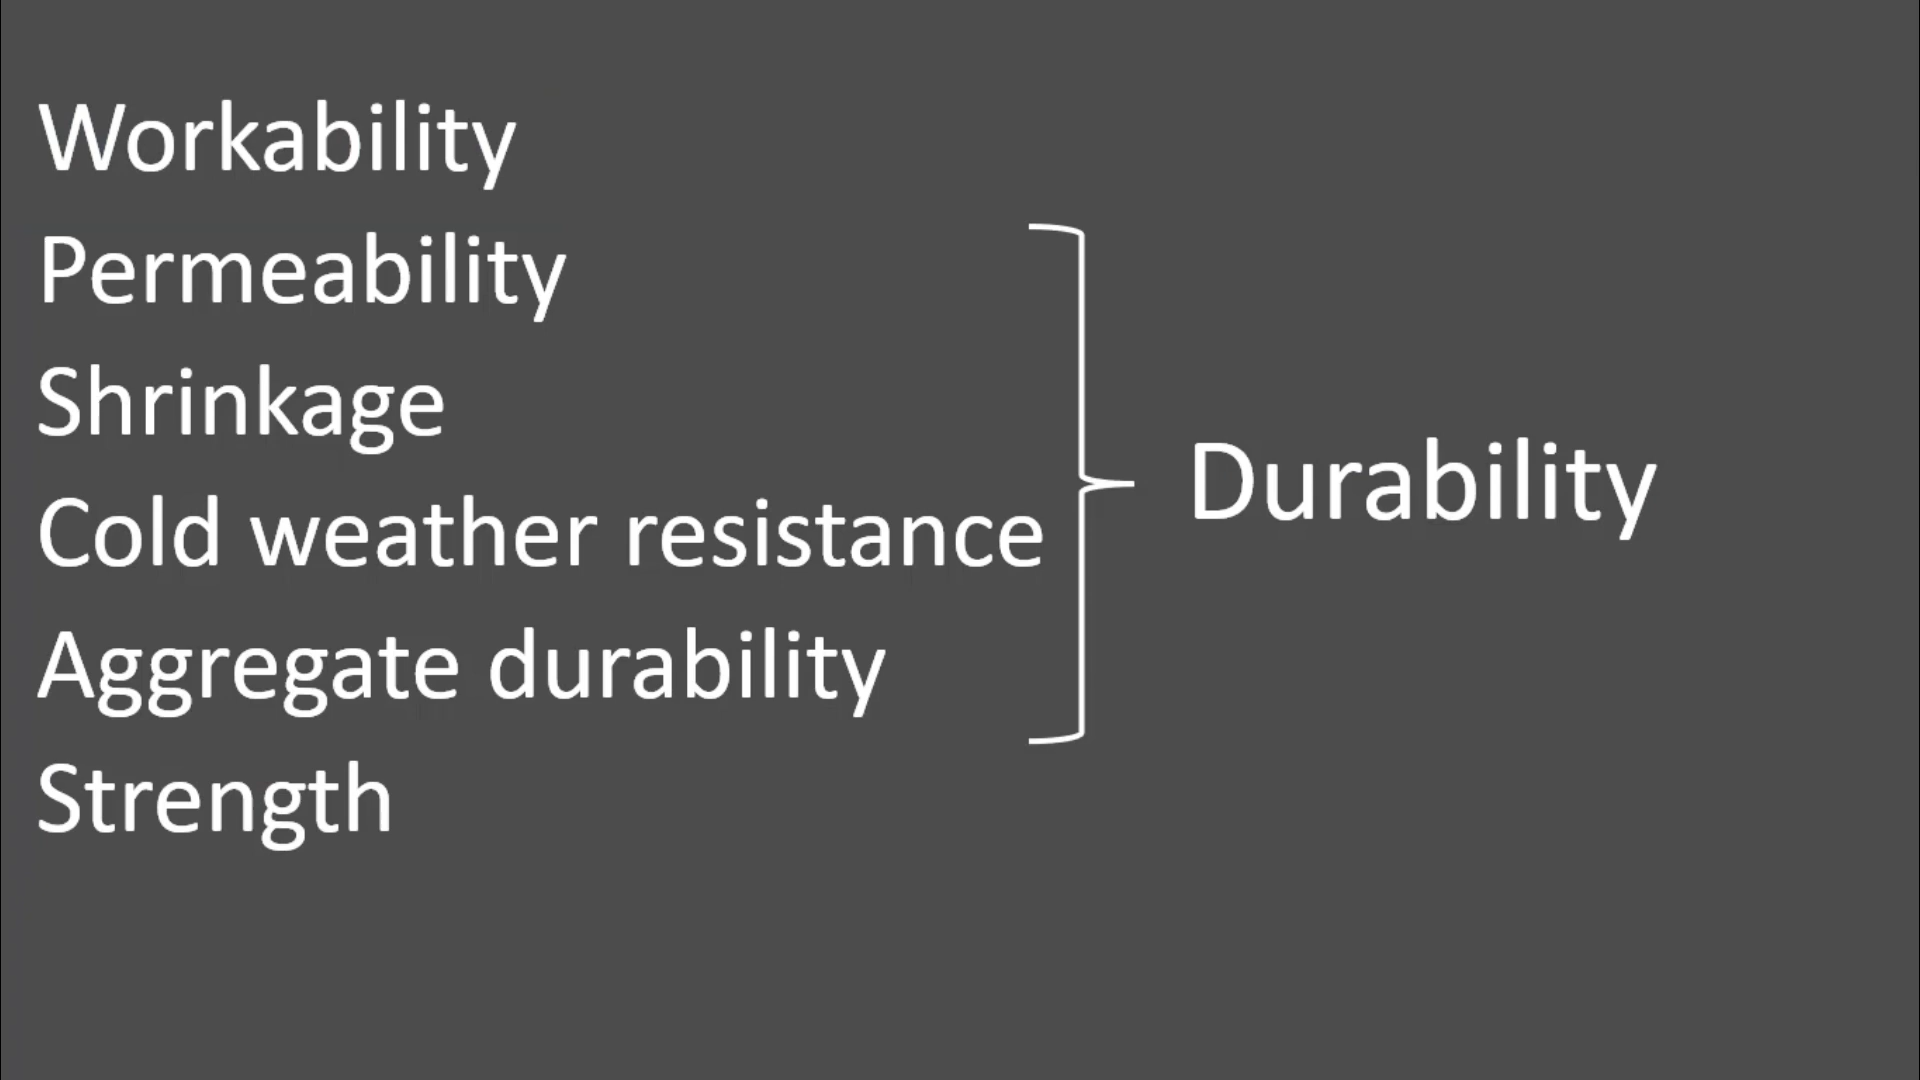 Workability
Permeability
Shrinkage
Cold weather resistance
Aggregate durability
Strength
Durability